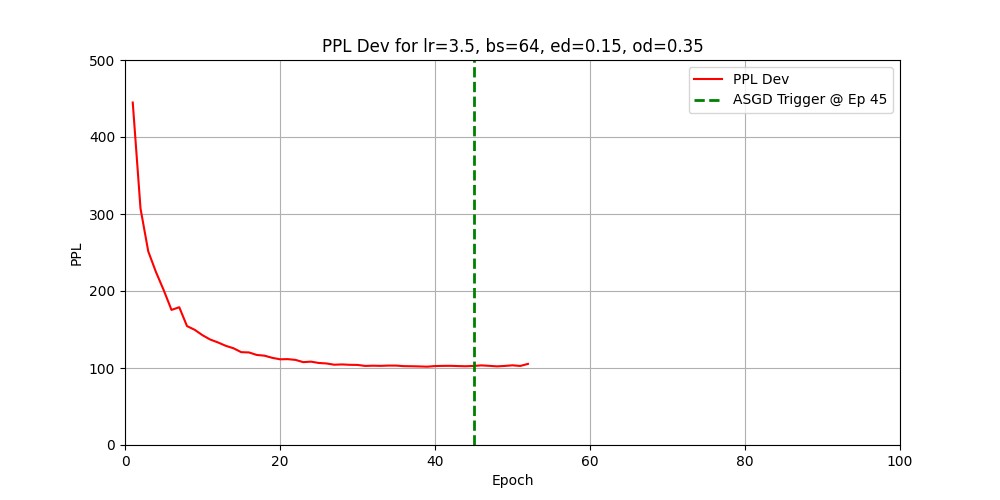 PPL Dev for lr=3.5, bs=64, ed=0.15, od=0.35
PPL Dev
ASGD Trigger @ Ep 45
500
400
300
200
100
0
PPL
0 20 40 60 80 100
Epoch